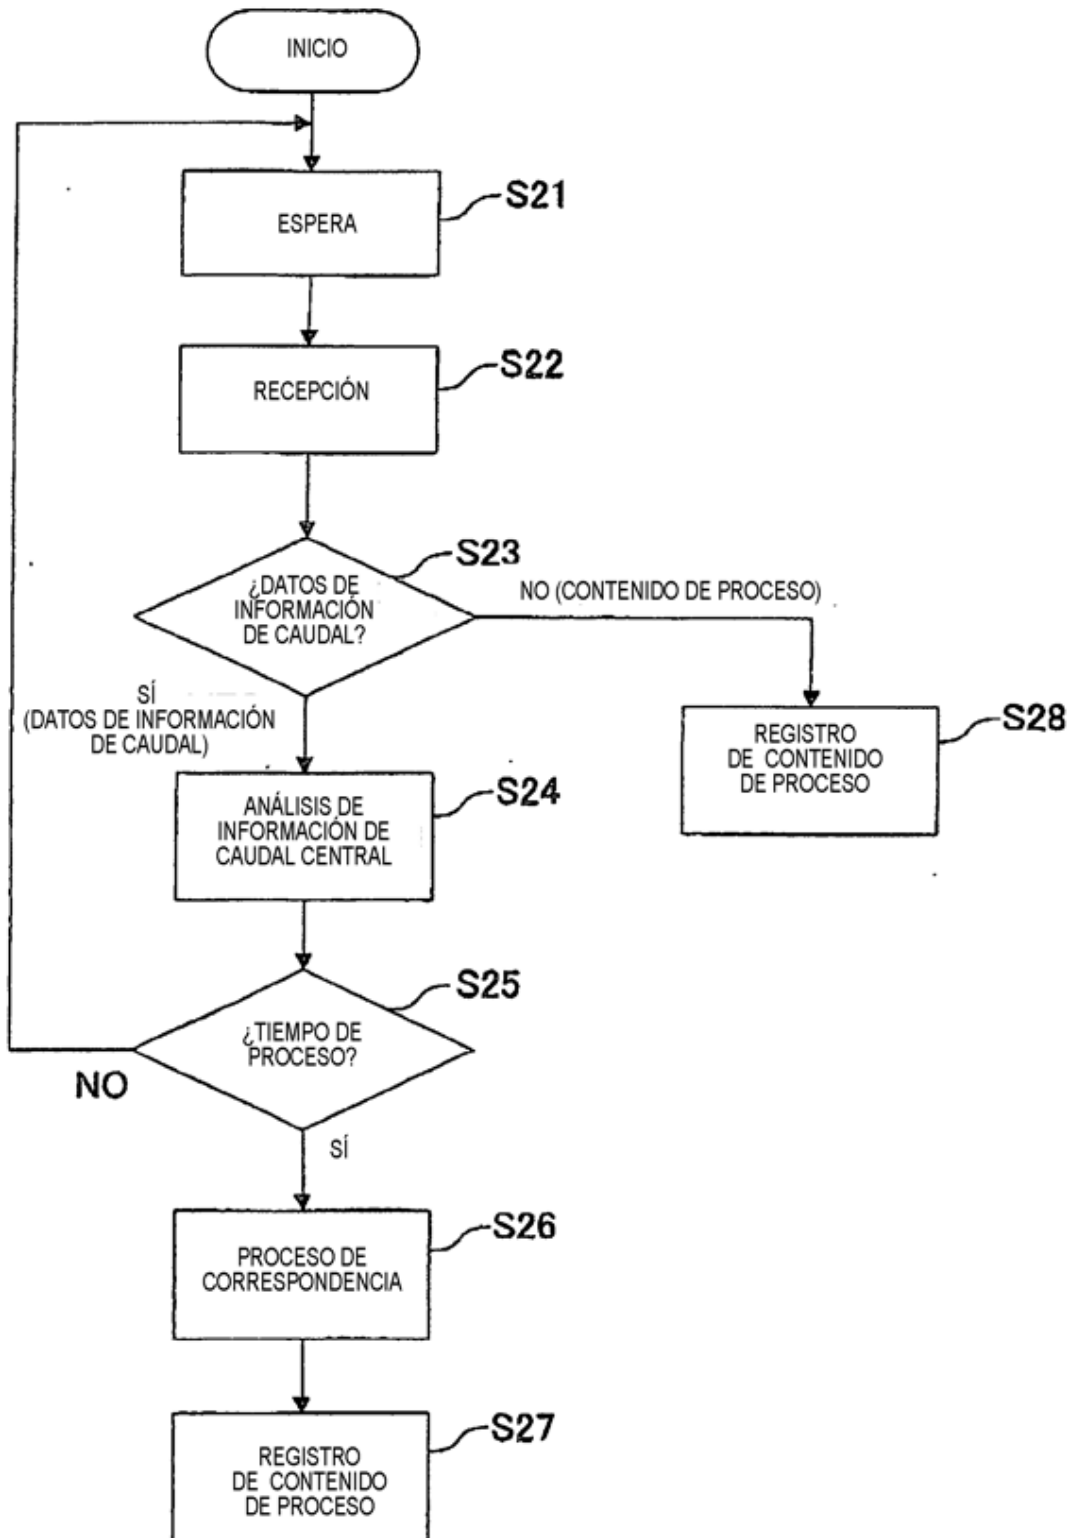 INICIO
S21
ESPERA
S22
RECEPCIÓN
S23
¿DATOS DE
INFORMACIÓN
DE CAUDAL?
NO (CONTENIDO DE PROCESO)
SÍ
(DATOS DE INFORMACIÓN
DE CAUDAL)
S28
REGISTRO
DE CONTENIDO
DE PROCESO
S24
ANÁLISIS DE
INFORMACIÓN DE
CAUDAL CENTRAL
S25
¿TIEMPO DE
PROCESO?
NO
SÍ
S26
PROCESO DE
CORRESPONDENCIA
S27
REGISTRO
DE CONTENIDO
DE PROCESO